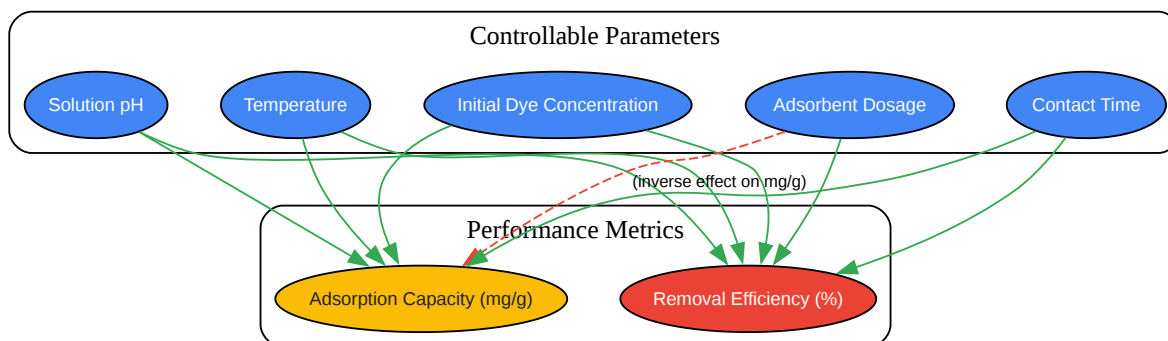 Controllable Parameters
Solution pH
Temperature
Initial Dye Concentration
Adsorbent Dosage
Contact Time
(inverse effect on mg/g)
Performance Metrics
Adsorption Capacity (mg/g)
Removal Efficiency (%)